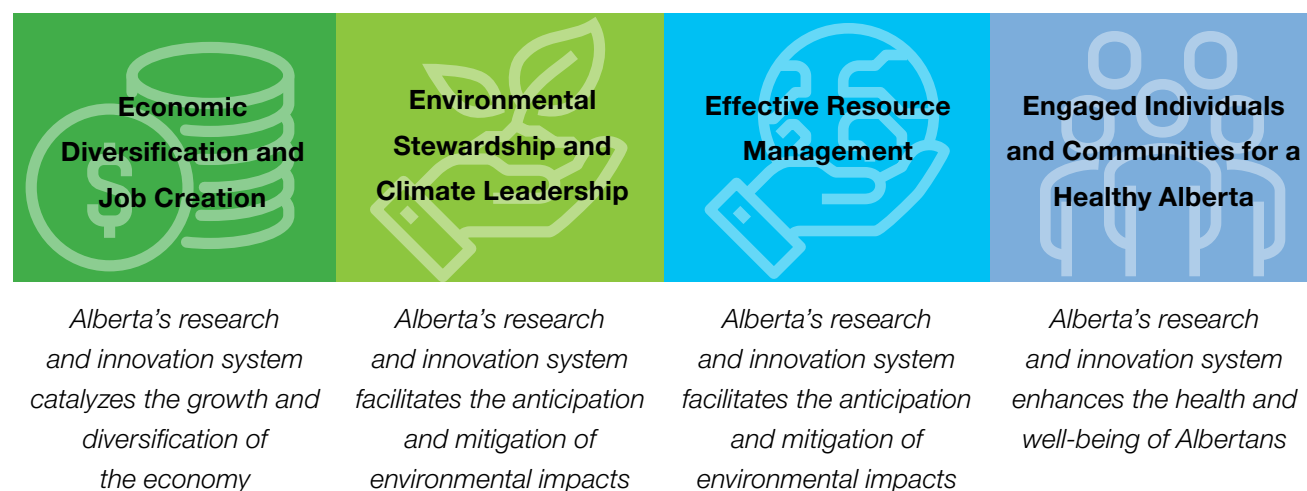 Economic
Diversification and
Job Creation
Alberta's research
and innovation system
catalyzes the growth and
diversification of
the economy
Environmental
Stewardship and
Climate Leadership
Alberta's research
and innovation system
facilitates the anticipation
and mitigation of
environmental impacts
Effective Resource
Management
Alberta's research
and innovation system
facilitates the anticipation
and mitigation of
environmental impacts
Engaged Individuals
and Communities for a
Healthy Alberta
Alberta's research
and innovation system
enhances the health and
well-being of Albertans